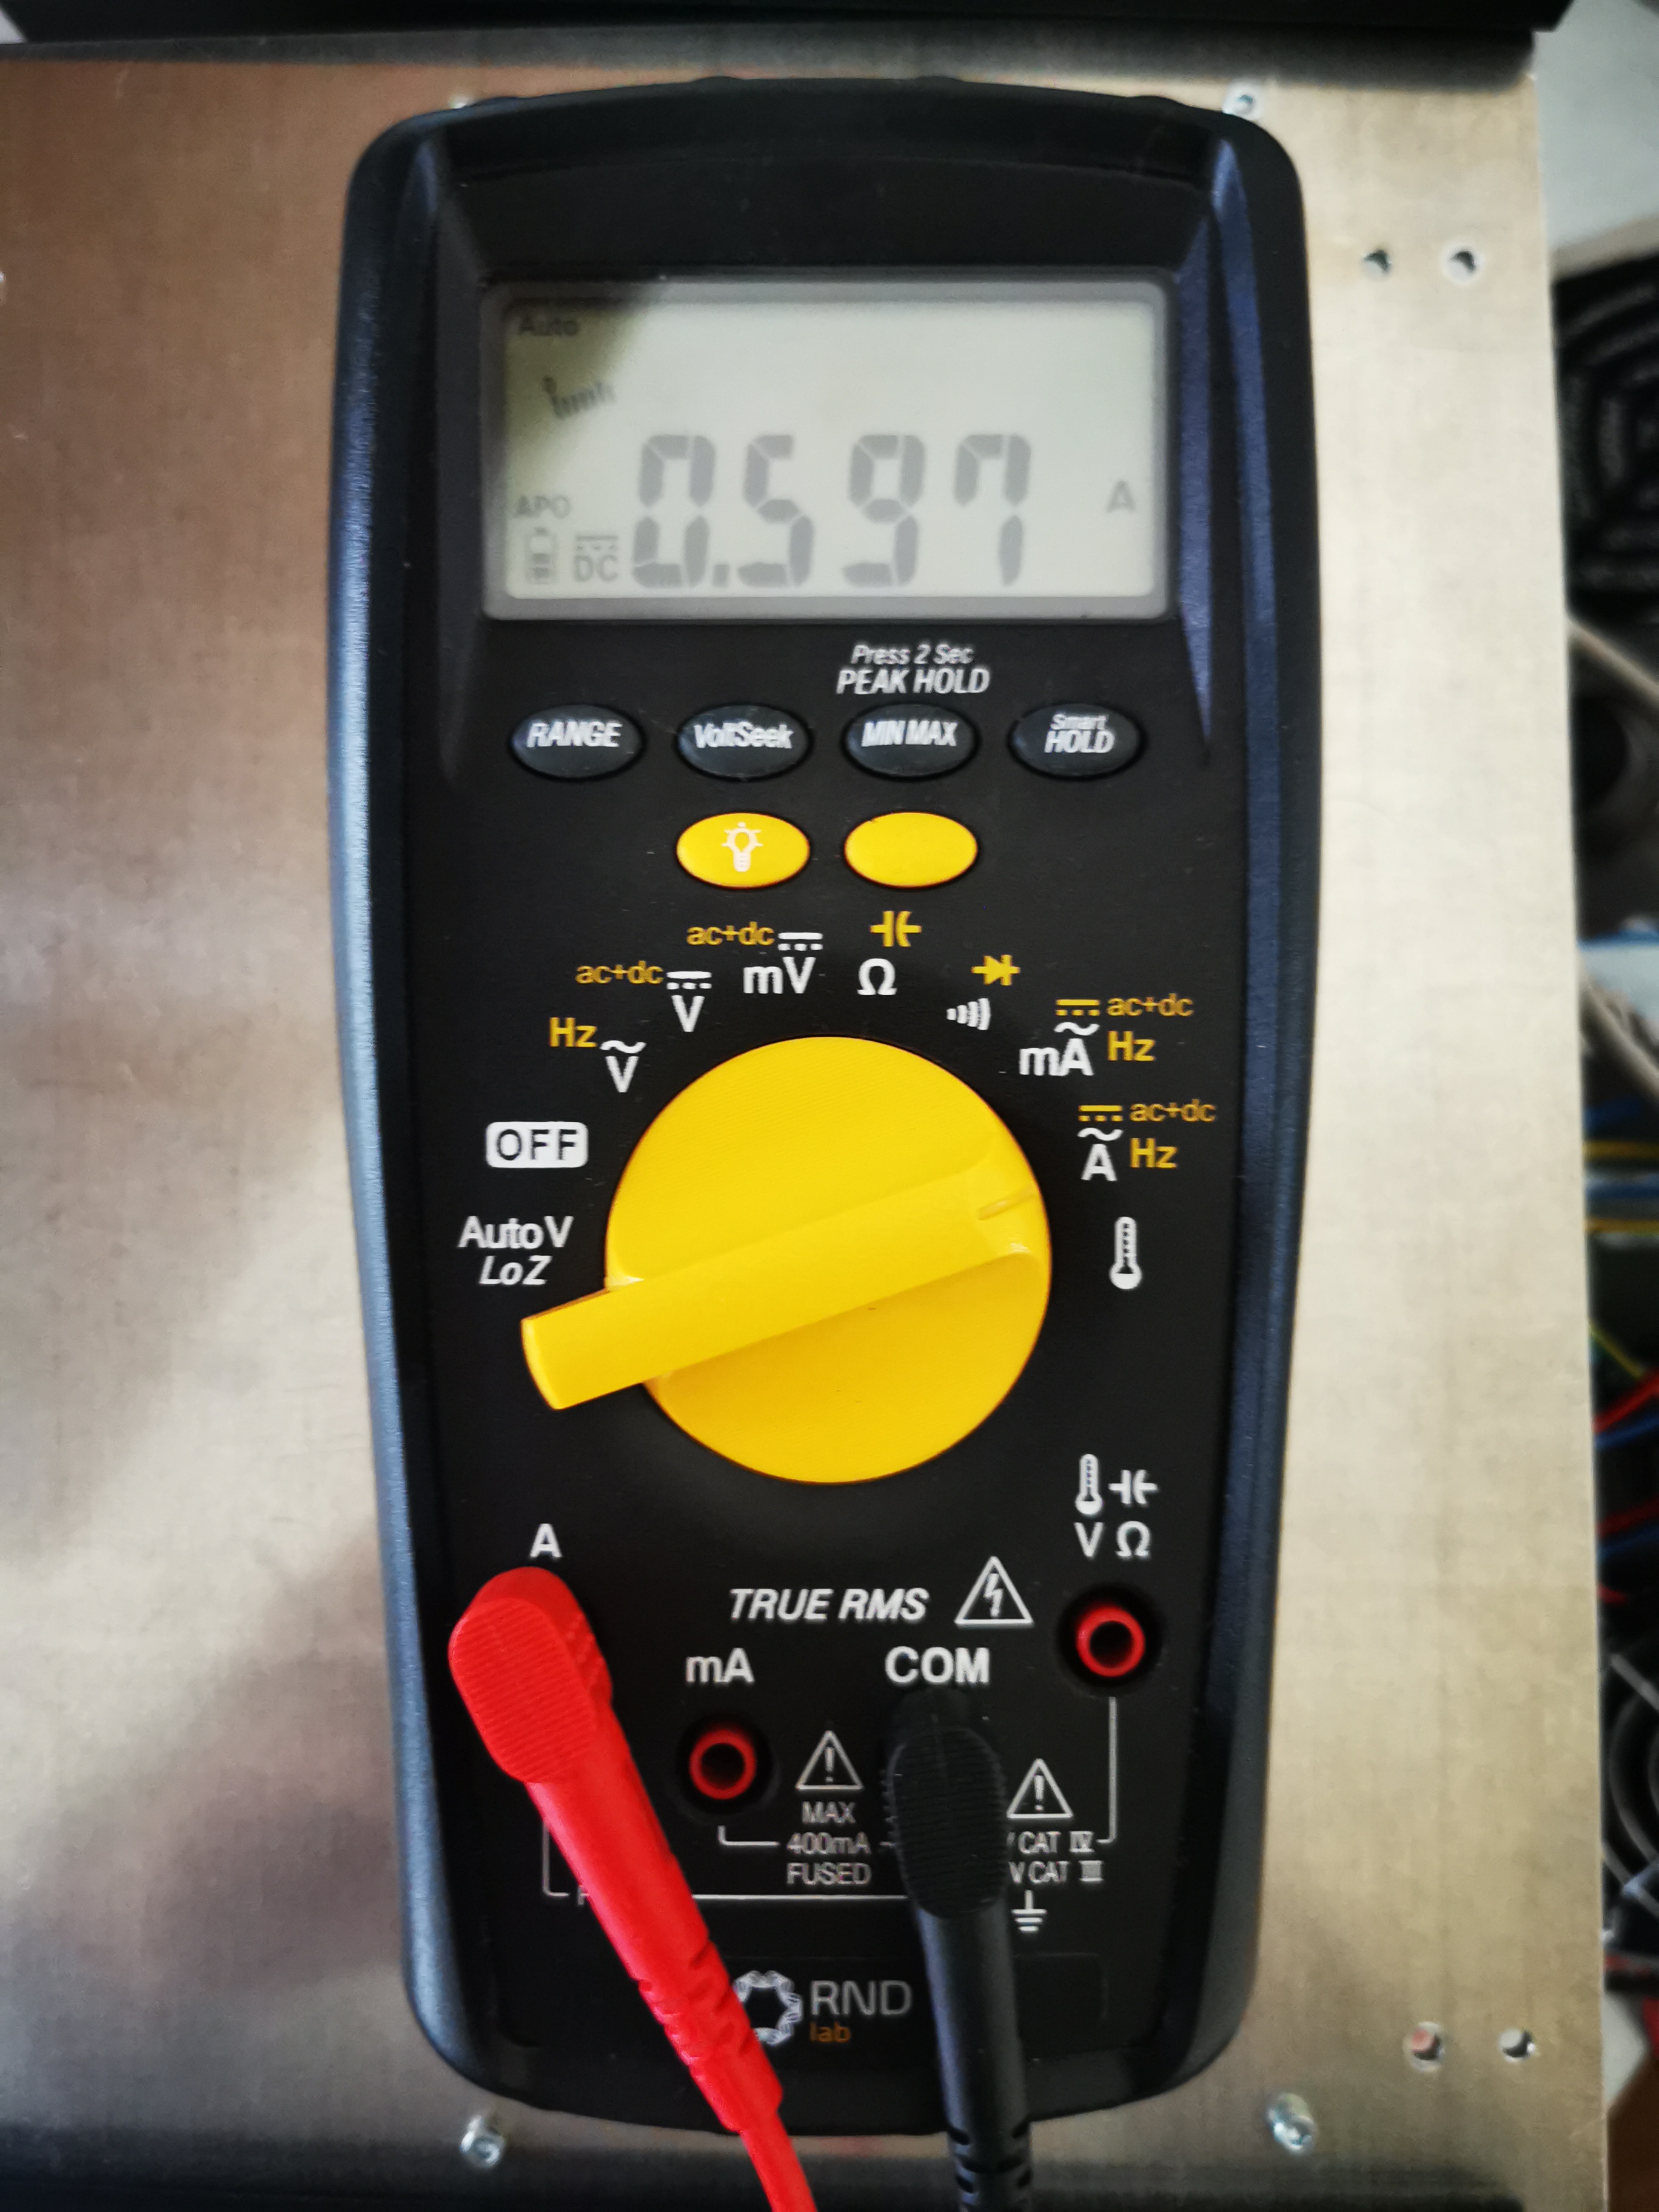 Auto
0.597 A
APO
DC
Press 2 Sec
PEAK HOLD
RANGE VoltSeek MIN MAX Smart HOLD
ac+dc mV
Ω
ac+dc V
Hz V
mA ac+dc Hz
A ac+dc Hz
OFF
AutoV
LoZ
V Ω
A
TRUE RMS
mA COM
MAX
400mA
FUSED
CAT IV
V CAT III
RND
lab